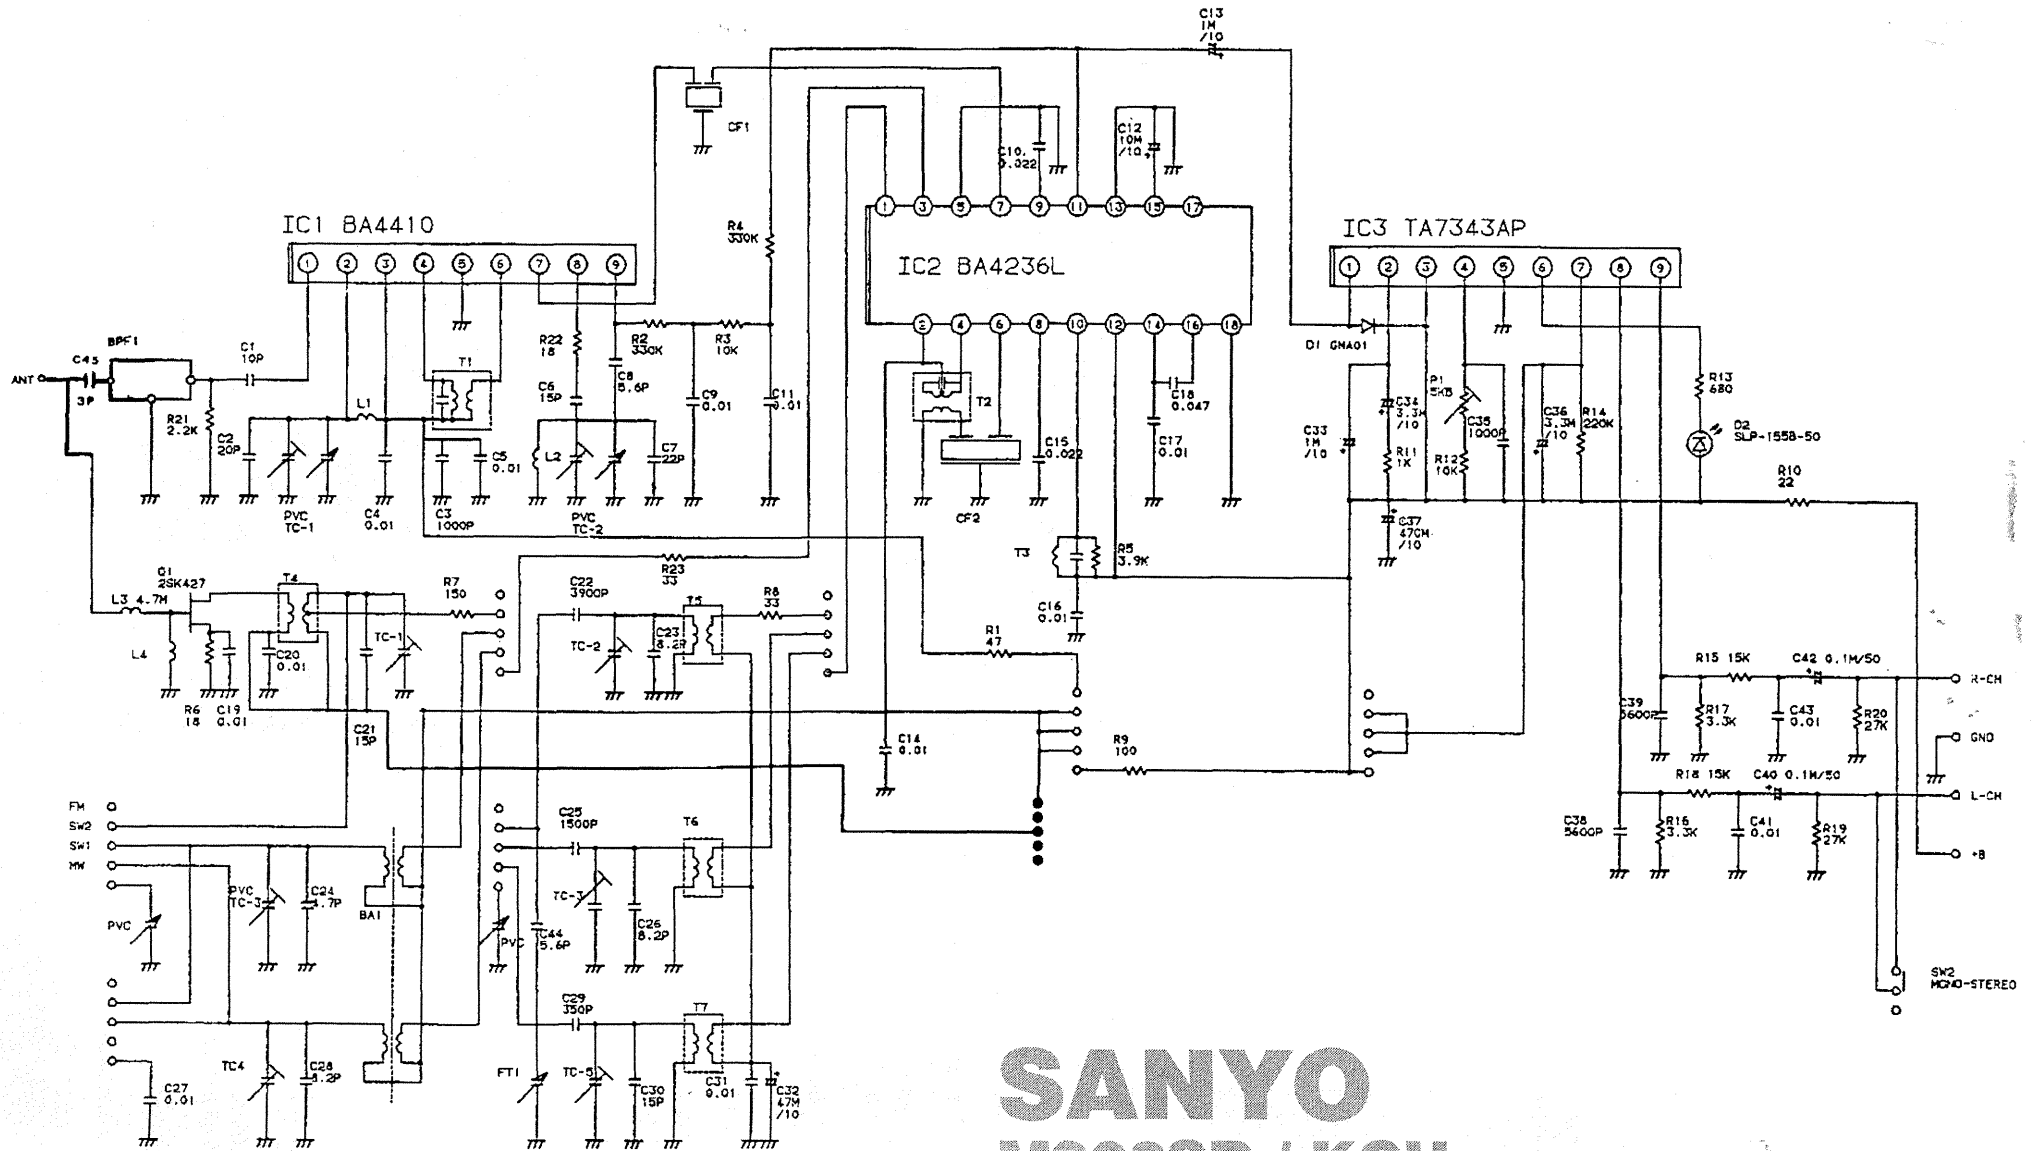 C13
1M
/10
CF1
C10
0.022
C12
10M
/10
1
3
5
7
9
11
13
15
17
IC1 BA4410
R4
330K
IC3 TA7343AP
1
2
3
4
5
6
7
8
9
IC2 BA4236L
1
2
3
4
5
6
7
8
9
2
4
6
8
10
12
14
16
18
BPF1
C45
3P
ANT
C1
10P
R21
2.2K
C2
20P
L1
T1
PVC
TC-1
C4
0.01
C3
1000P
C5
0.01
R22
18
C6
15P
R2
330K
C8
5.6P
R3
10K
L2
PVC
TC-2
C7
22P
C9
0.01
C11
0.01
T2
CF2
C15
0.022
C18
0.047
C17
0.01
D1 GMA01
C33
1M
/10
C34
3.3M
/10
R11
1K
P1
5KB
R12
10K
C35
1000P
C36
3.3M
/10
R14
220K
R13
680
D2
SLP-155B-50
R10
22
C37
470M
/10
T3
R5
3.9K
C16
0.01
Q1
2SK427
L3 4.7M
L4
T4
R6
18
C19
0.01
C20
0.01
C21
15P
TC-1
R7
150
R23
33
C22
3900P
TC-2
C23
8.2P
T5
R8
33
R1
47
C14
0.01
R9
100
R15 15K
C42 0.1M/50
C39
5600P
R17
3.3K
C43
0.01
R20
27K
R-CH
GND
R18 15K
C40 0.1M/50
L-CH
C38
5600P
R16
3.3K
C41
0.01
R19
27K
+B
FM
SW2
SW1
MW
PVC
PVC
TC-3
C24
4.7P
BA1
PVC
C44
5.6P
C25
1500P
TC-3
C26
8.2P
T6
C27
0.01
TC4
C28
8.2P
FT1
C29
350P
TC-5
C30
15P
T7
C31
0.01
C32
47M
/10
SW2
MONO-STEREO
SANYO